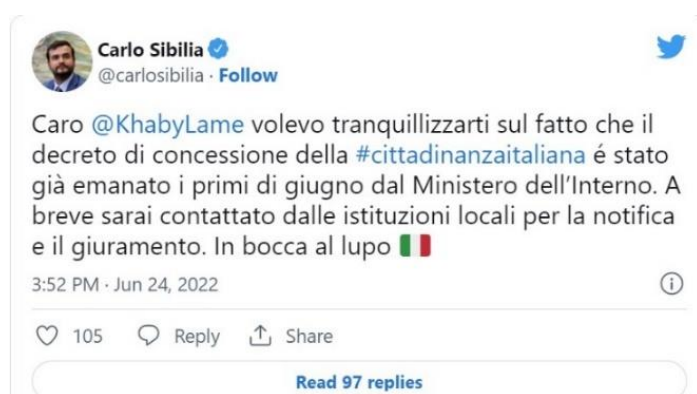 Carlo Sibilia
@carlosibilia · Follow
Caro @KhabyLame volevo tranquillizzarti sul fatto che il
decreto di concessione della #cittadinanzaitaliana é stato
già emanato i primi di giugno dal Ministero dell'Interno. A
breve sarai contattato dalle istituzioni locali per la notifica
e il giuramento. In bocca al lupo 🇮🇹
3:52 PM · Jun 24, 2022
105 Reply Share
Read 97 replies